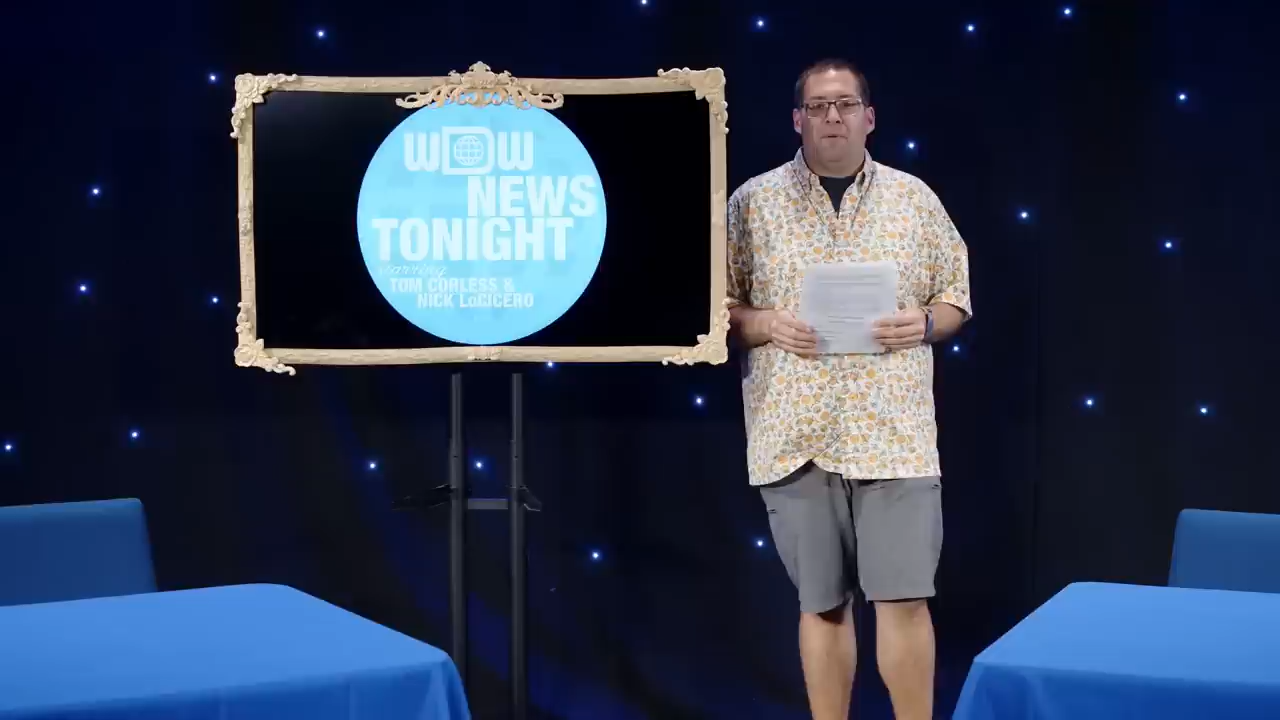 WDW
NEWS
TONIGHT
starring
TOM CORLESS &
NICK LoCICERO